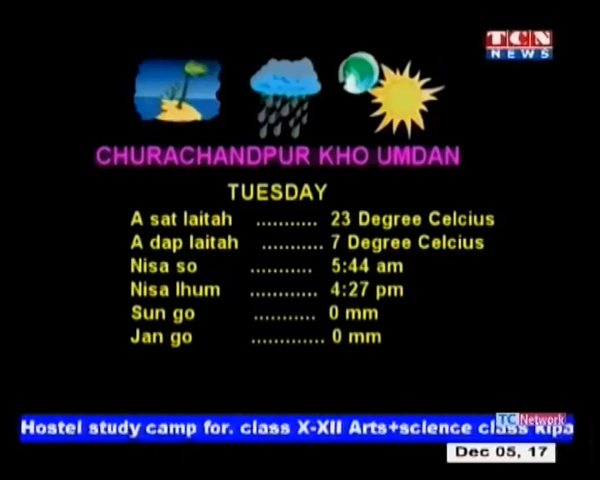 TCN
NEWS
CHURACHANDPUR KHO UMDAN
TUESDAY
A sat laitah ........... 23 Degree Celcius
A dap laitah ........... 7 Degree Celcius
Nisa so ........... 5:44 am
Nisa lhum ............ 4:27 pm
Sun go ........... 0 mm
Jan go ............. 0 mm
TC Network
Hostel study camp for. class X-XII Arts+science class kipa
Dec 05, 17